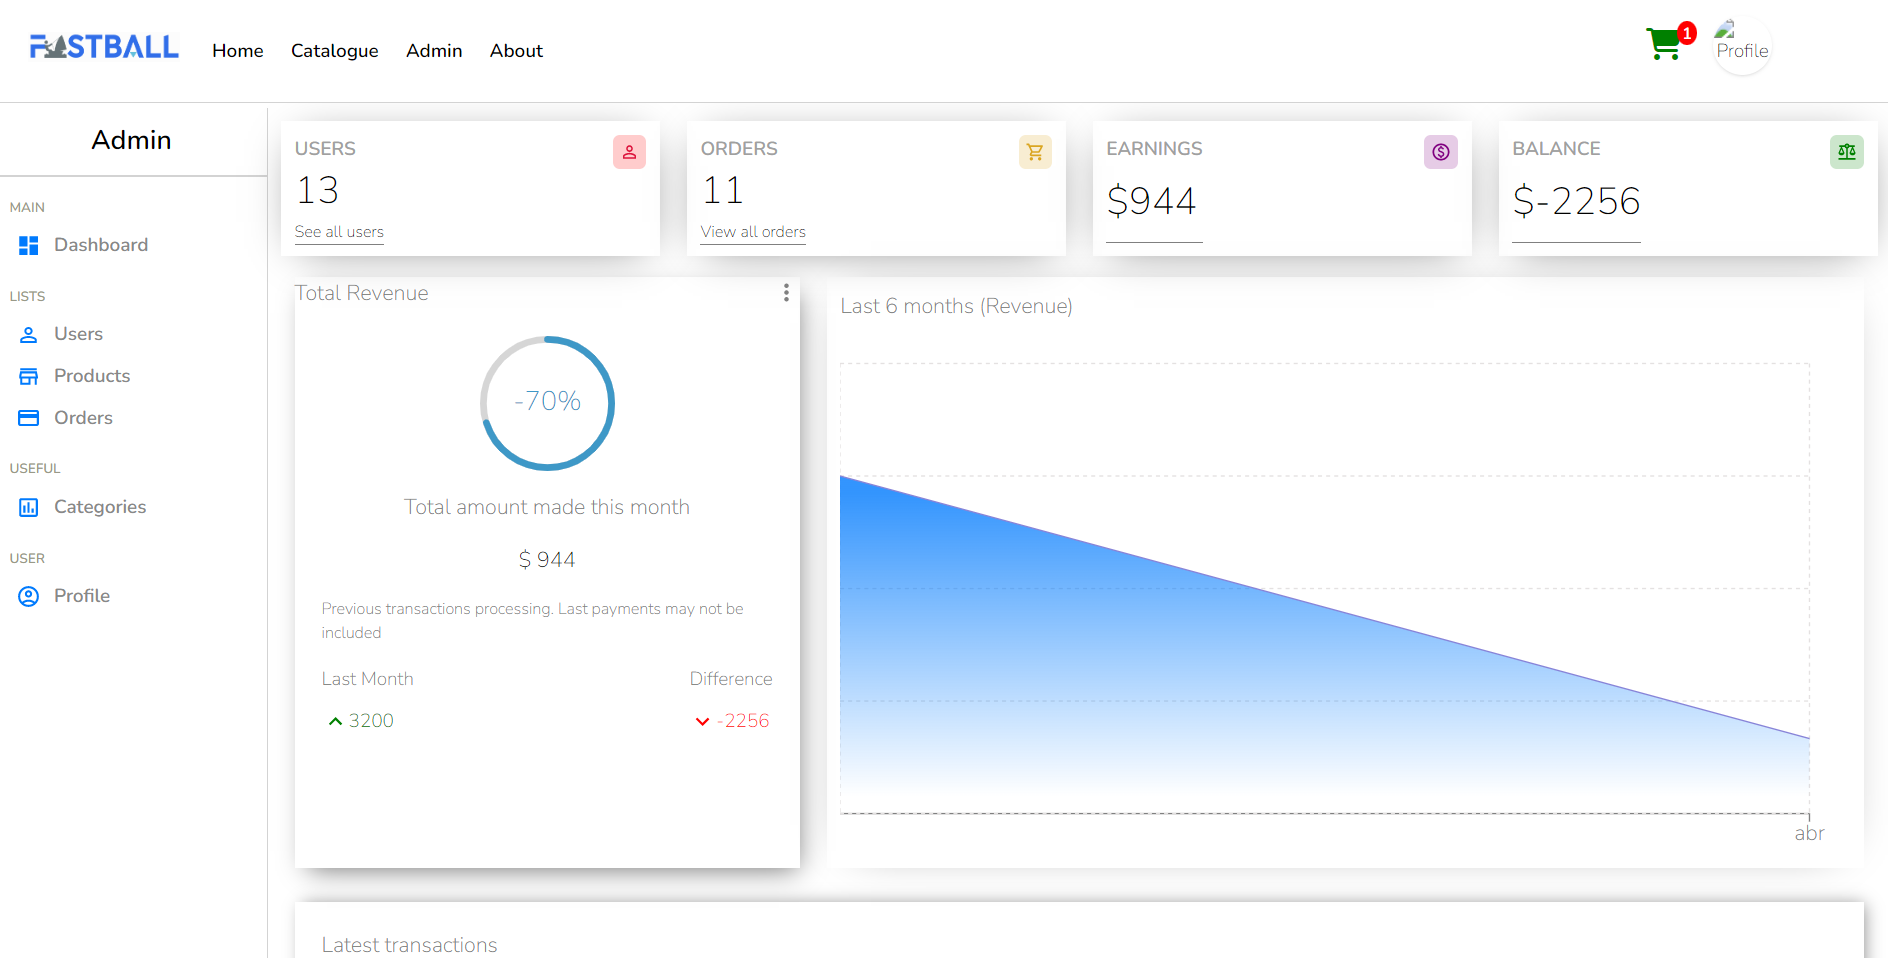 FASTBALL Home Catalogue Admin About 1 Profile
Admin
MAIN
Dashboard
LISTS
Users
Products
Orders
USEFUL
Categories
USER
Profile
USERS
13
See all users
ORDERS
11
View all orders
EARNINGS
$944
BALANCE
$-2256
Total Revenue
-70%
Total amount made this month
$ 944
Previous transactions processing. Last payments may not be
included
Last Month Difference
3200 -2256
Last 6 months (Revenue)
abr
Latest transactions